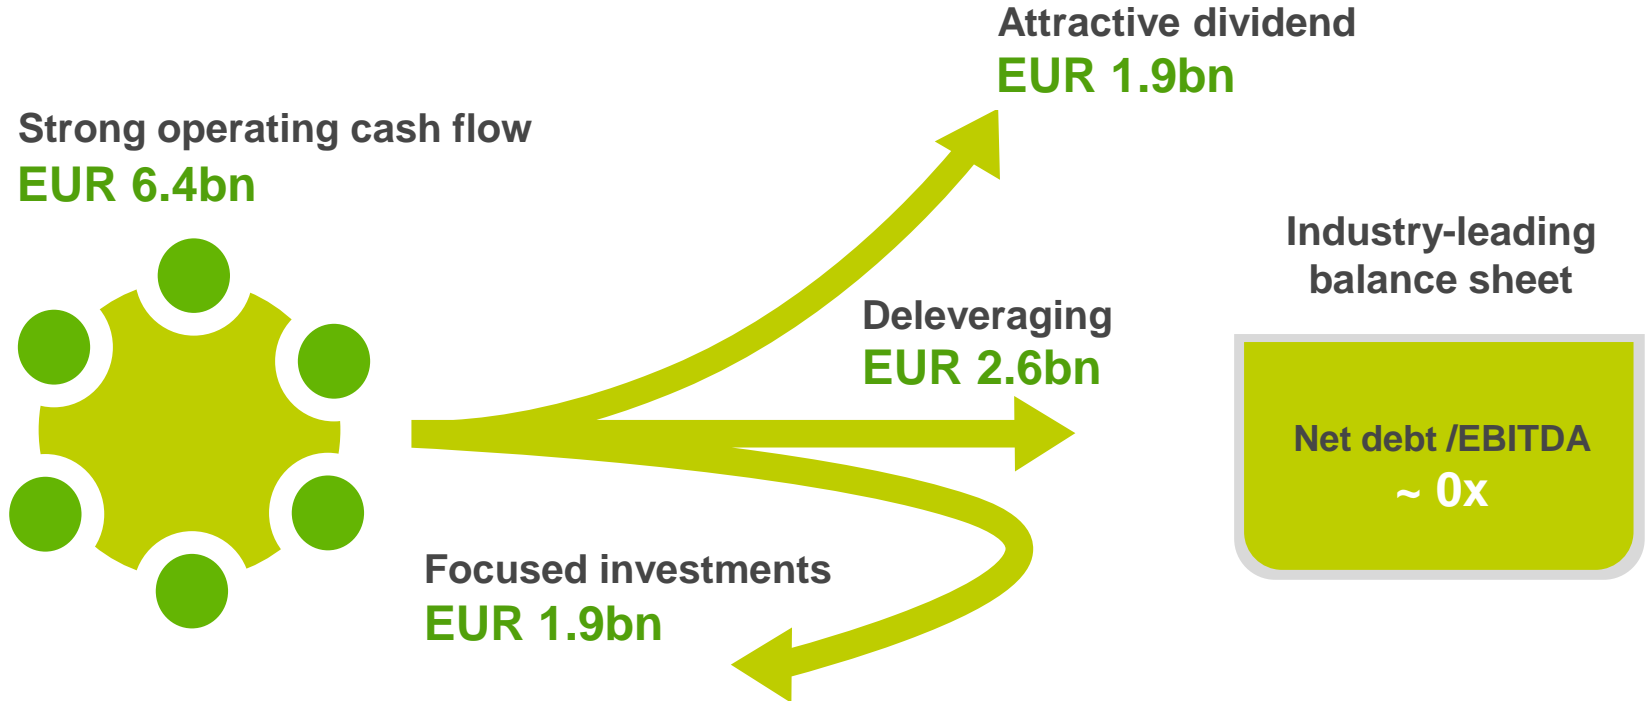 Attractive dividend
EUR 1.9bn
Strong operating cash flow
EUR 6.4bn
Industry-leading
balance sheet
Deleveraging
EUR 2.6bn
Net debt /EBITDA
~ 0x
Focused investments
EUR 1.9bn